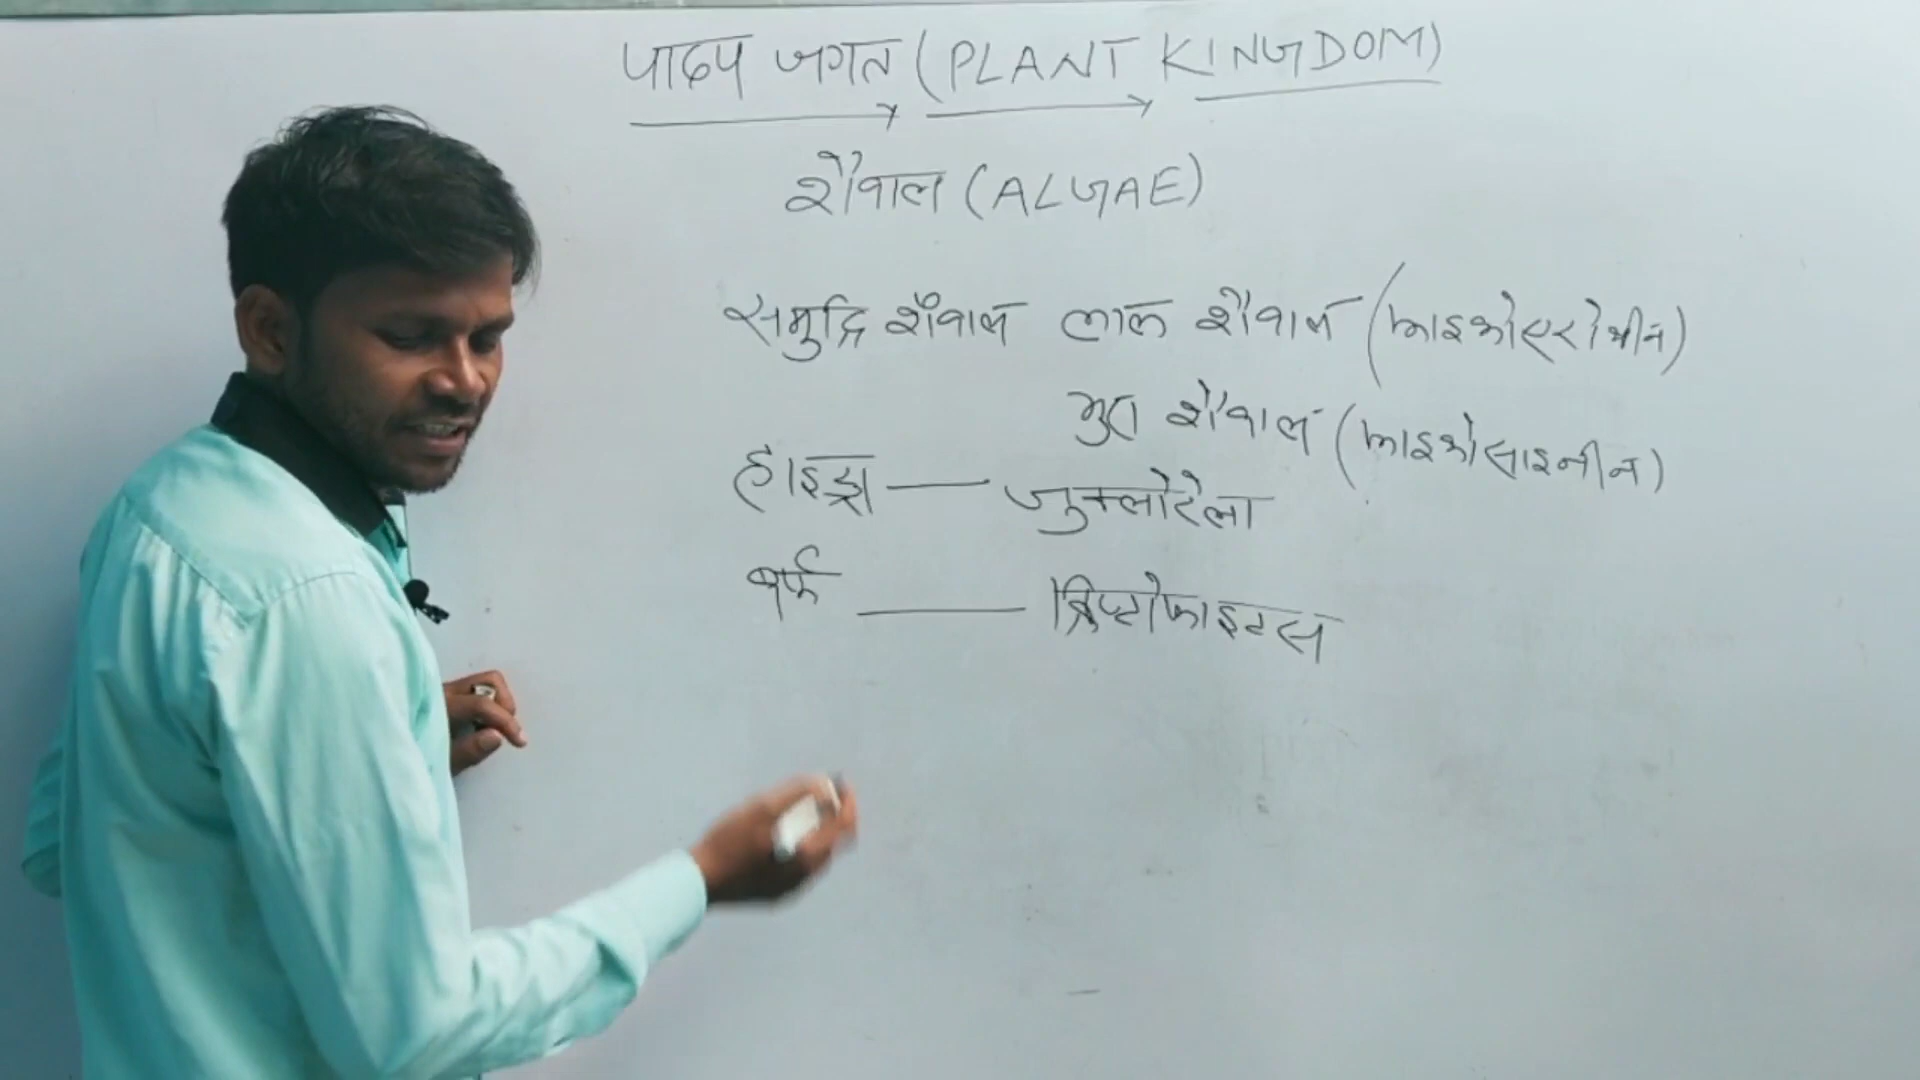 पादप जगत (PLANT KINGDOM)
शैवाल (ALGAE)
समुद्रि शैवाल लाल शैवाल (फाइकोएरोथीन)
भुरा शैवाल (फाइकोसाइनीन)
हाइड्रा — जुक्लोरेला
बर्फ — क्रिप्टोफाइटस